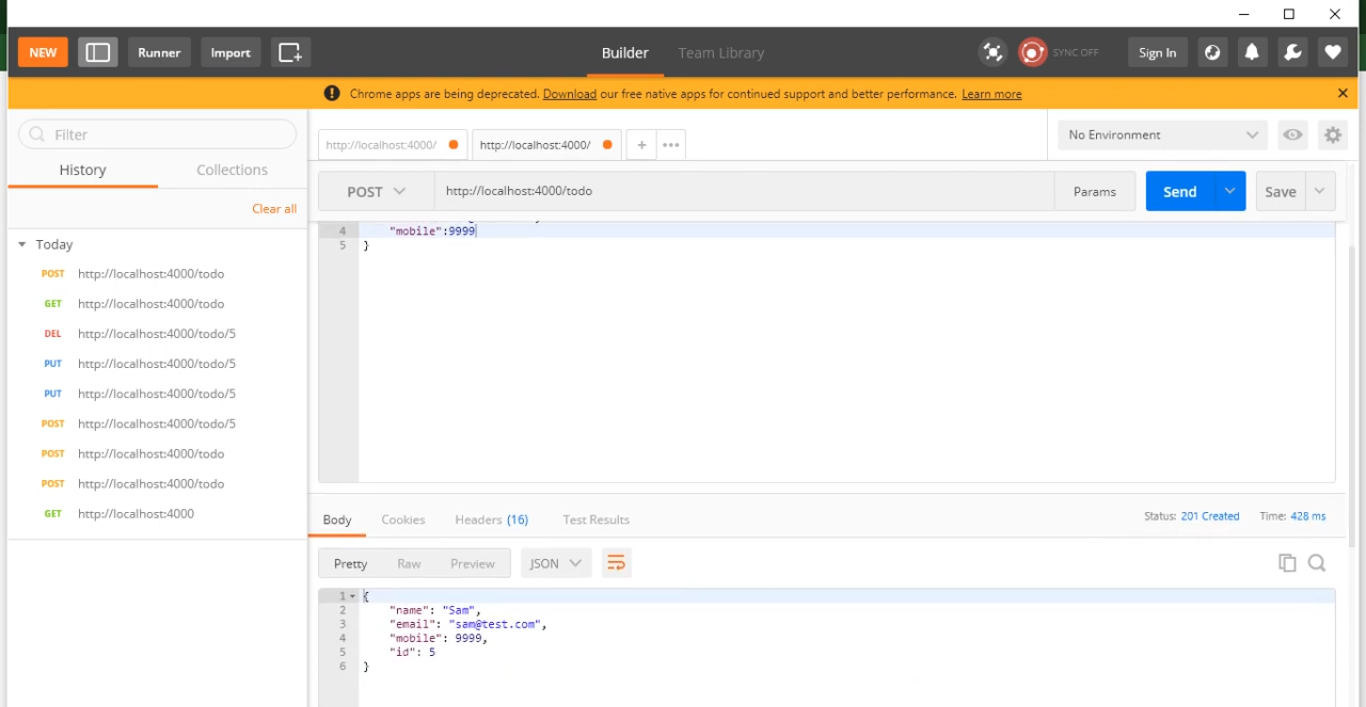 NEW Runner Import Builder Team Library SYNC OFF Sign In
Chrome apps are being deprecated. Download our free native apps for continued support and better performance. Learn more
Filter
History Collections
Clear all
Today
POST http://localhost:4000/todo
GET http://localhost:4000/todo
DEL http://localhost:4000/todo/5
PUT http://localhost:4000/todo/5
PUT http://localhost:4000/todo/5
POST http://localhost:4000/todo/5
POST http://localhost:4000/todo
POST http://localhost:4000/todo
GET http://localhost:4000
http://localhost:4000/ http://localhost:4000/ + ••• No Environment
POST http://localhost:4000/todo Params Send Save
4 "mobile":9999
5 }
Body Cookies Headers (16) Test Results Status: 201 Created Time: 428 ms
Pretty Raw Preview JSON
1 {
2 "name": "Sam",
3 "email": "sam@test.com",
4 "mobile": 9999,
5 "id": 5
6 }